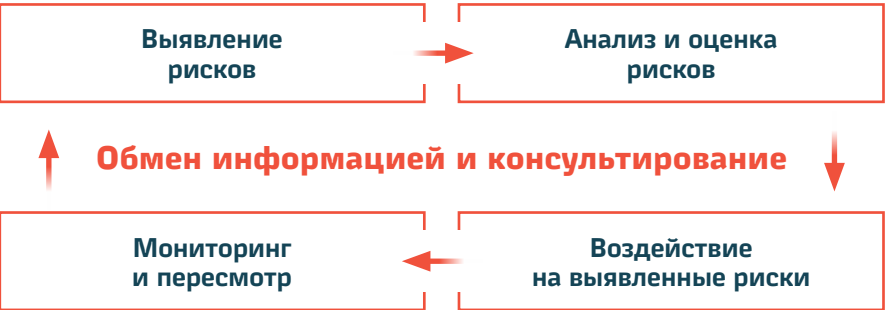 Выявление
рисков
Анализ и оценка
рисков
Обмен информацией и консультирование
Мониторинг
и пересмотр
Воздействие
на выявленные риски